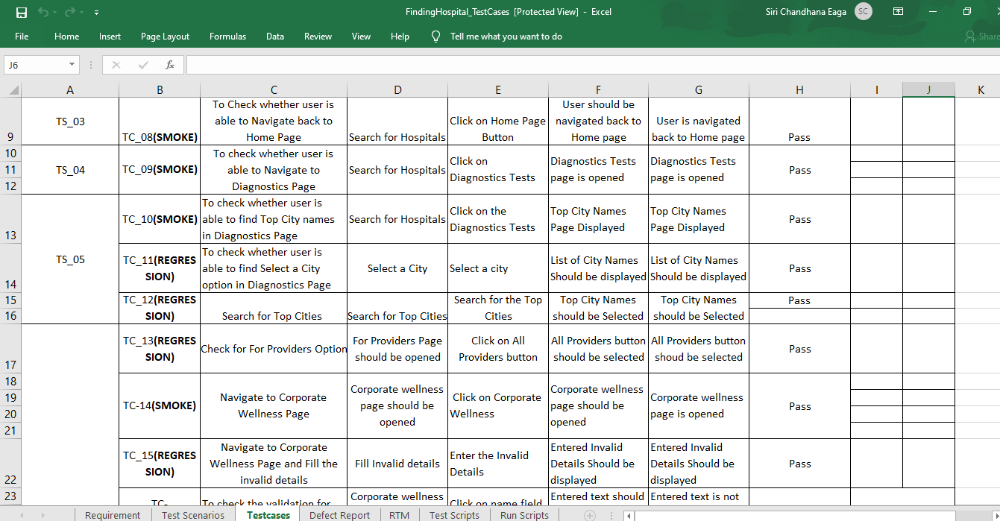 FindingHospital_TestCases [Protected View] - Excel
Siri Chandhana Eaga SC
File Home Insert Page Layout Formulas Data Review View Help Tell me what you want to do Share
J6 fx
A B C D E F G H I J K
9
TS_03
TC_08(SMOKE)
To Check whether user is
able to Navigate back to
Home Page
Search for Hospitals
Click on Home Page
Button
User should be
navigated back to
Home page
User is navigated
back to Home page
Pass
10
11
12
TS_04
TC_09(SMOKE)
To check whether user is
able to Navigate to
Diagnostics Page
Search for Hospitals
Click on
Diagnostics Tests
Diagnostics Tests
page is opened
Diagnostics Tests
page is opened
Pass
13
TS_05
TC_10(SMOKE)
To check whether user is
able to find Top City names
in Diagnostics Page
Search for Hospitals
Click on the
Diagnostics Tests
Top City Names
Page Displayed
Top City Names
Page Displayed
Pass
14
TC_11(REGRES
SION)
To check whether user is
able to find Select a City
option in Diagnostics Page
Select a City
Select a city
List of City Names
Should be displayed
List of City Names
Should be displayed
Pass
15
16
TC_12(REGRES
SION)
Search for Top Cities
Search for Top Cities
Search for the Top
Cities
Top City Names
should be Selected
Top City Names
should be Selected
Pass
17
TC_13(REGRES
SION)
Check for For Providers Option
For Providers Page
should be opened
Click on All
Providers button
All Providers button
should be selected
All Providers button
shoud be selected
Pass
18
19
20
21
TC-14(SMOKE)
Navigate to Corporate
Wellness Page
Corporate wellness
page should be
opened
Click on Corporate
Wellness
Corporate wellness
page should be
opened
Corporate wellness
page is opened
Pass
22
TC_15(REGRES
SION)
Navigate to Corporate
Wellness Page and Fill the
invalid details
Fill Invalid details
Enter the Invalid
Details
Entered Invalid
Details Should be
displayed
Entered Invalid
Details Should be
displayed
Pass
23
TC-
To check the validation for
Corporate wellness
Click on name field
Entered text should
Entered text is not
Requirement Test Scenarios Testcases Defect Report RTM Test Scripts Run Scripts